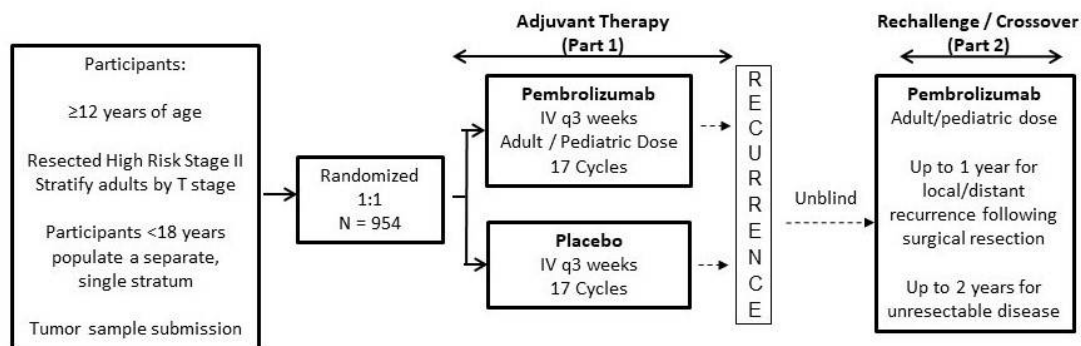 Participants:
≥12 years of age
Resected High Risk Stage II
Stratify adults by T stage
Participants <18 years
populate a separate,
single stratum
Tumor sample submission
Randomized
1:1
N = 954
Adjuvant Therapy
(Part 1)
Pembrolizumab
IV q3 weeks
Adult / Pediatric Dose
17 Cycles
Placebo
IV q3 weeks
17 Cycles
RECURRENCE
Unblind
Rechallenge / Crossover
(Part 2)
Pembrolizumab
Adult/pediatric dose
Up to 1 year for
local/distant
recurrence following
surgical resection
Up to 2 years for
unresectable disease